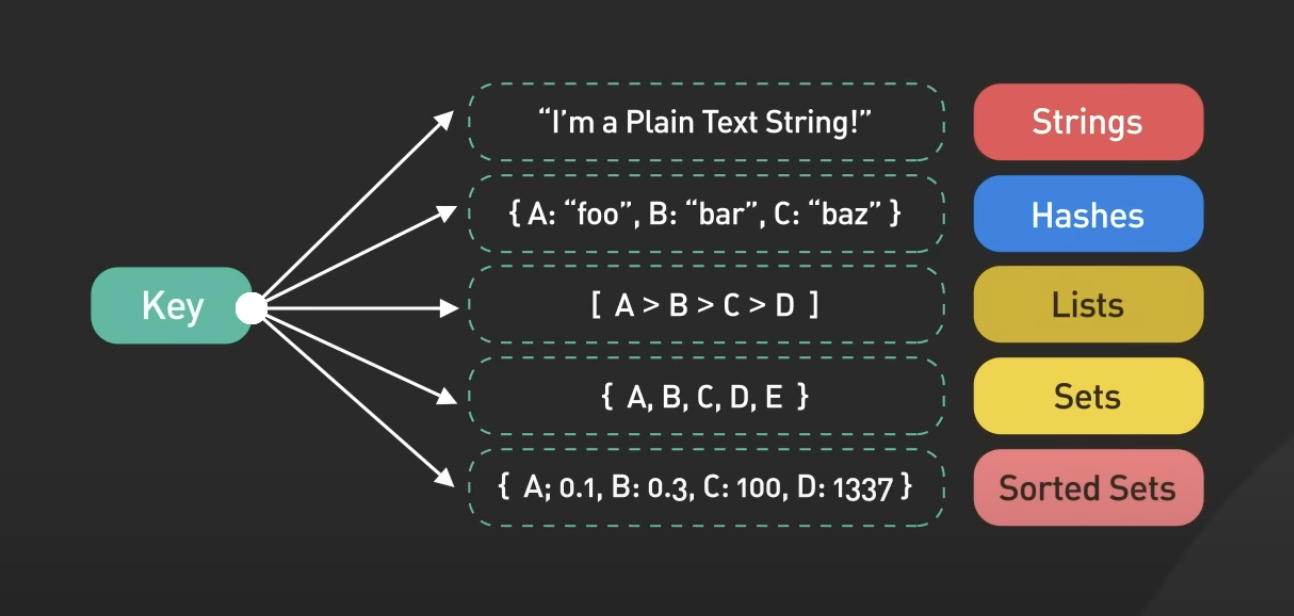 “I’m a Plain Text String!”
Strings
{ A: “foo”, B: “bar”, C: “baz” }
Hashes
Key
[ A > B > C > D ]
Lists
{ A, B, C, D, E }
Sets
{ A; 0.1, B: 0.3, C: 100, D: 1337 }
Sorted Sets